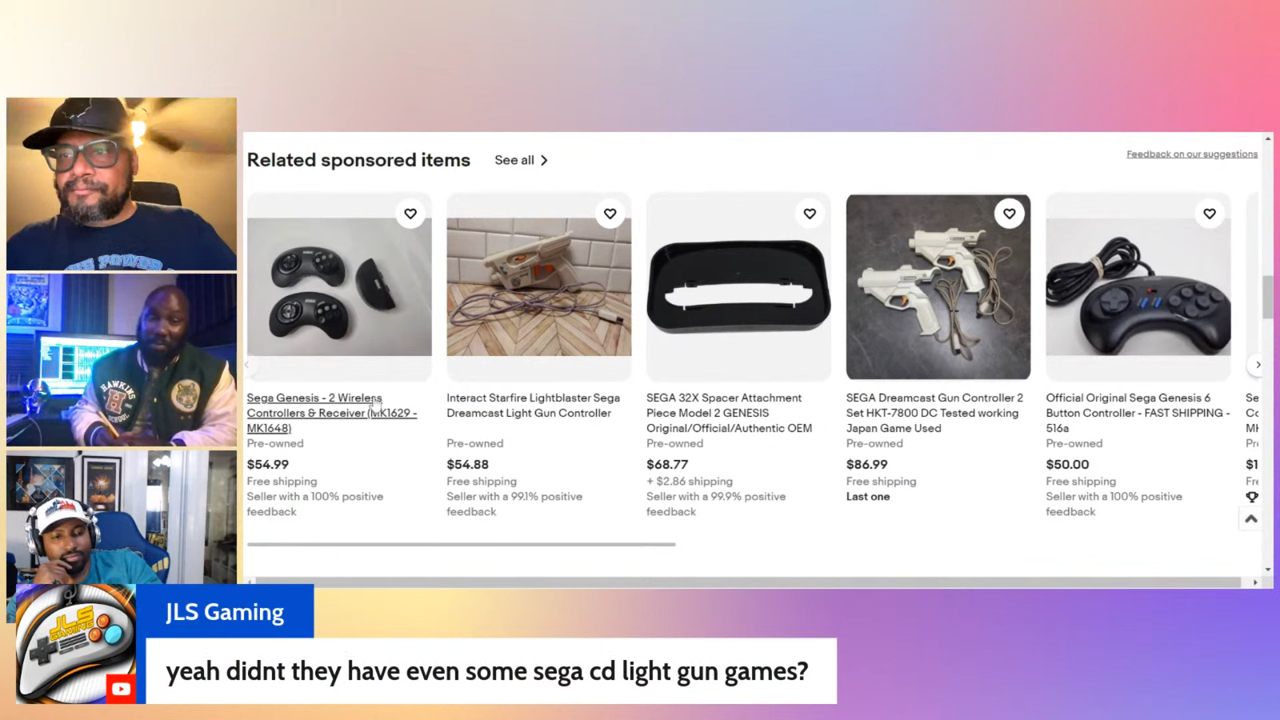 Related sponsored items
See all
Feedback on our suggestions
Sega Genesis - 2 Wireless
Controllers & Receiver (MK1629 -
MK1648)
Pre-owned
$54.99
Free shipping
Seller with a 100% positive
feedback
Interact Starfire Lightblaster Sega
Dreamcast Light Gun Controller
Pre-owned
$54.88
Free shipping
Seller with a 99.1% positive
feedback
SEGA 32X Spacer Attachment
Piece Model 2 GENESIS
Original/Official/Authentic OEM
Pre-owned
$68.77
+ $2.86 shipping
Seller with a 99.9% positive
feedback
SEGA Dreamcast Gun Controller 2
Set HKT-7800 DC Tested working
Japan Game Used
Pre-owned
$86.99
Free shipping
Last one
Official Original Sega Genesis 6
Button Controller - FAST SHIPPING -
516a
Pre-owned
$50.00
Free shipping
Seller with a 100% positive
feedback
HAWKINS
H
JLS
GAMING
JLS Gaming
yeah didnt they have even some sega cd light gun games?